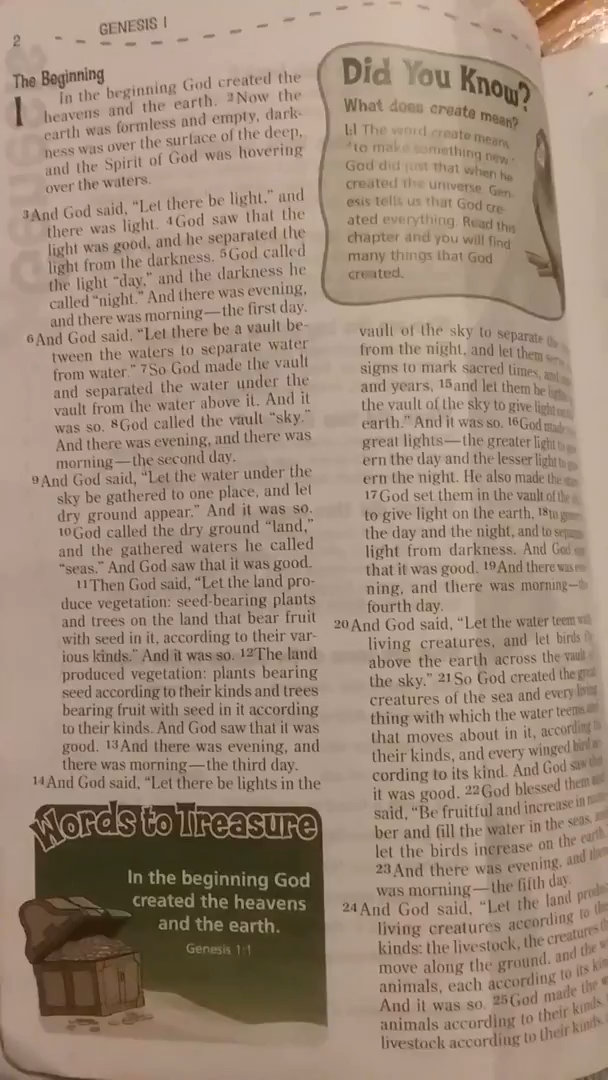 2
GENESIS 1
The Beginning
1 In the beginning God created the
heavens and the earth. 2Now the
earth was formless and empty, dark-
ness was over the surface of the deep,
and the Spirit of God was hovering
over the waters.
3And God said, “Let there be light,” and
there was light. 4God saw that the
light was good, and he separated the
light from the darkness. 5God called
the light “day,” and the darkness he
called “night.” And there was evening,
and there was morning—the first day.
6And God said, “Let there be a vault be-
tween the waters to separate water
from water.” 7So God made the vault
and separated the water under the
vault from the water above it. And it
was so. 8God called the vault “sky.”
And there was evening, and there was
morning—the second day.
9And God said, “Let the water under the
sky be gathered to one place, and let
dry ground appear.” And it was so.
10God called the dry ground “land,”
and the gathered waters he called
“seas.” And God saw that it was good.
11Then God said, “Let the land pro-
duce vegetation: seed-bearing plants
and trees on the land that bear fruit
with seed in it, according to their var-
ious kinds.” And it was so. 12The land
produced vegetation: plants bearing
seed according to their kinds and trees
bearing fruit with seed in it according
to their kinds. And God saw that it was
good. 13And there was evening, and
there was morning—the third day.
14And God said, “Let there be lights in the
Words to Treasure
In the beginning God
created the heavens
and the earth.
Genesis 1:1
Did You Know?
What does create mean?
1:1 The word create means
“to make something new.”
God did just that when he
created the universe. Gen-
esis tells us that God cre-
ated everything. Read this
chapter and you will find
many things that God
created.
vault of the sky to separate the
from the night, and let them serve
signs to mark sacred times, and
and years, 15and let them be lights
the vault of the sky to give light on
earth.” And it was so. 16God made
great lights—the greater light to
ern the day and the lesser light to
ern the night. He also made the
17God set them in the vault of the
to give light on the earth, 18to
the day and the night, and to separate
light from darkness. And God saw
that it was good. 19And there was eve-
ning, and there was morning—the
fourth day.
20And God said, “Let the water teem with
living creatures, and let birds fly
above the earth across the vault of
the sky.” 21So God created the great
creatures of the sea and every living
thing with which the water teems and
that moves about in it, according to
their kinds, and every winged bird ac-
cording to its kind. And God saw that
it was good. 22God blessed them and
said, “Be fruitful and increase in num-
ber and fill the water in the seas, and
let the birds increase on the earth.
23And there was evening, and there
was morning—the fifth day.
24And God said, “Let the land produce
living creatures according to their
kinds: the livestock, the creatures
move along the ground, and the
animals, each according to its kind
And it was so. 25God made the
animals according to their kinds,
livestock according to their kinds,